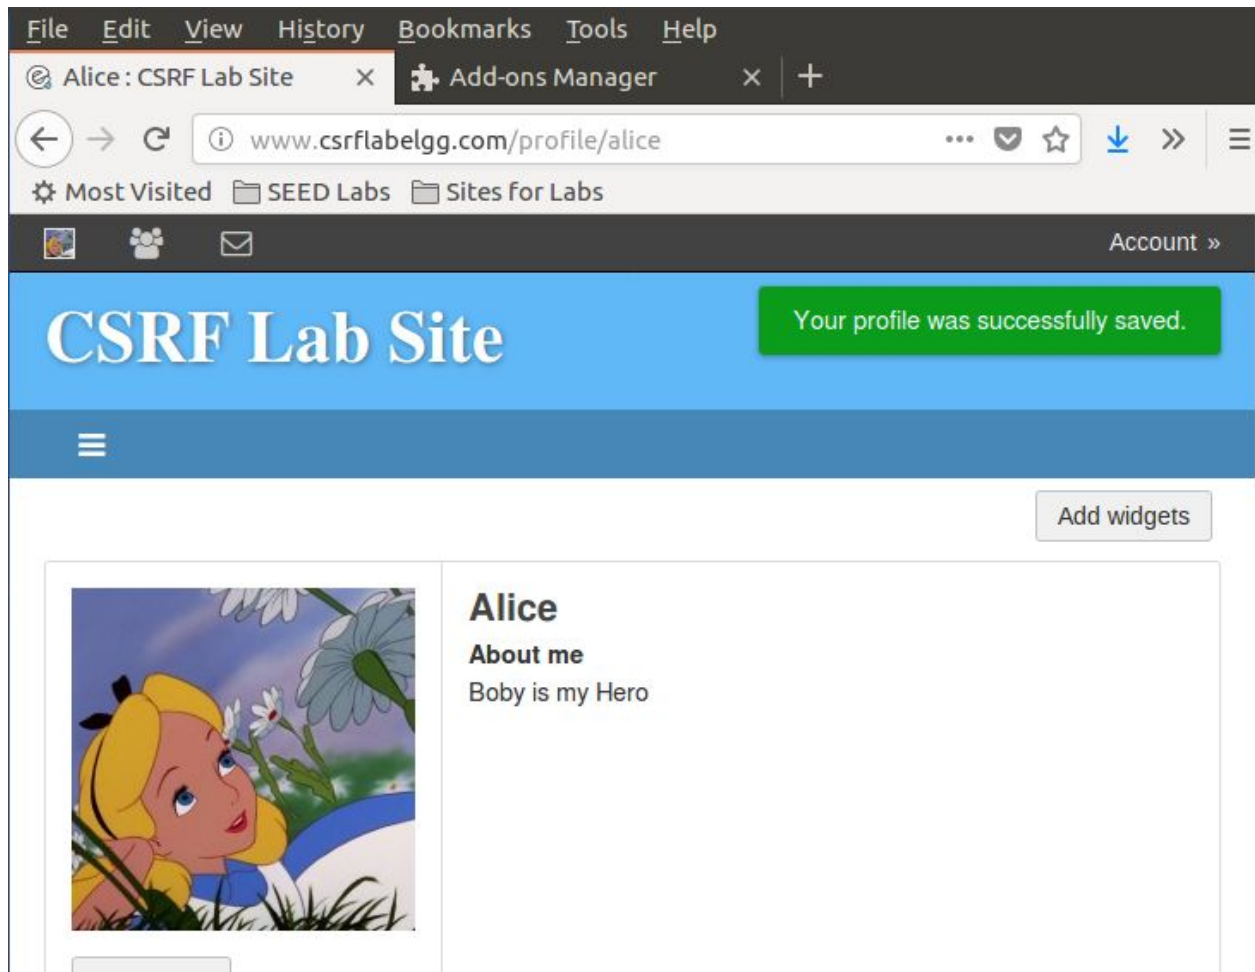 File Edit View History Bookmarks Tools Help
Alice : CSRF Lab Site Add-ons Manager
www.csrflabelgg.com/profile/alice
Most Visited SEED Labs Sites for Labs
Account »
CSRF Lab Site
Your profile was successfully saved.
Add widgets
Alice
About me
Boby is my Hero